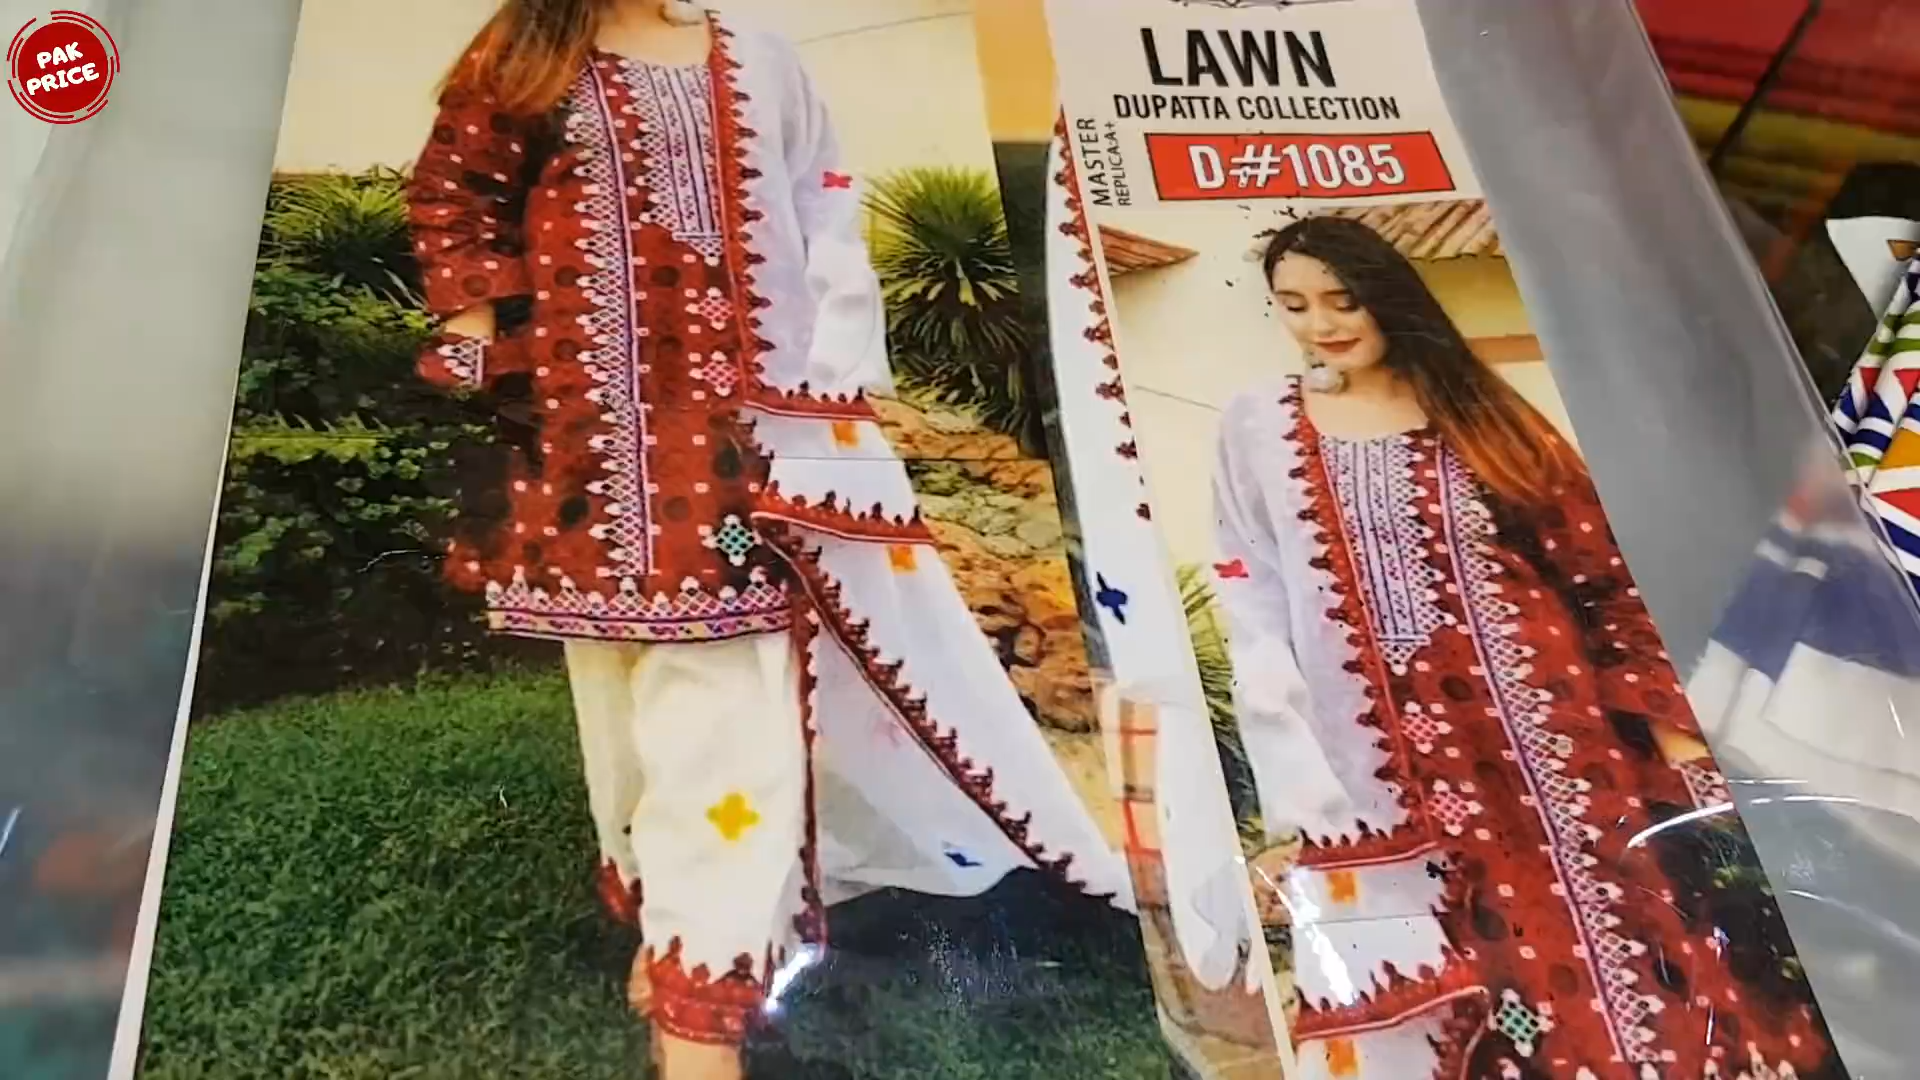 PAK
PRICE
LAWN
DUPATTA COLLECTION
MASTER
REPLICA:A+
D#1085